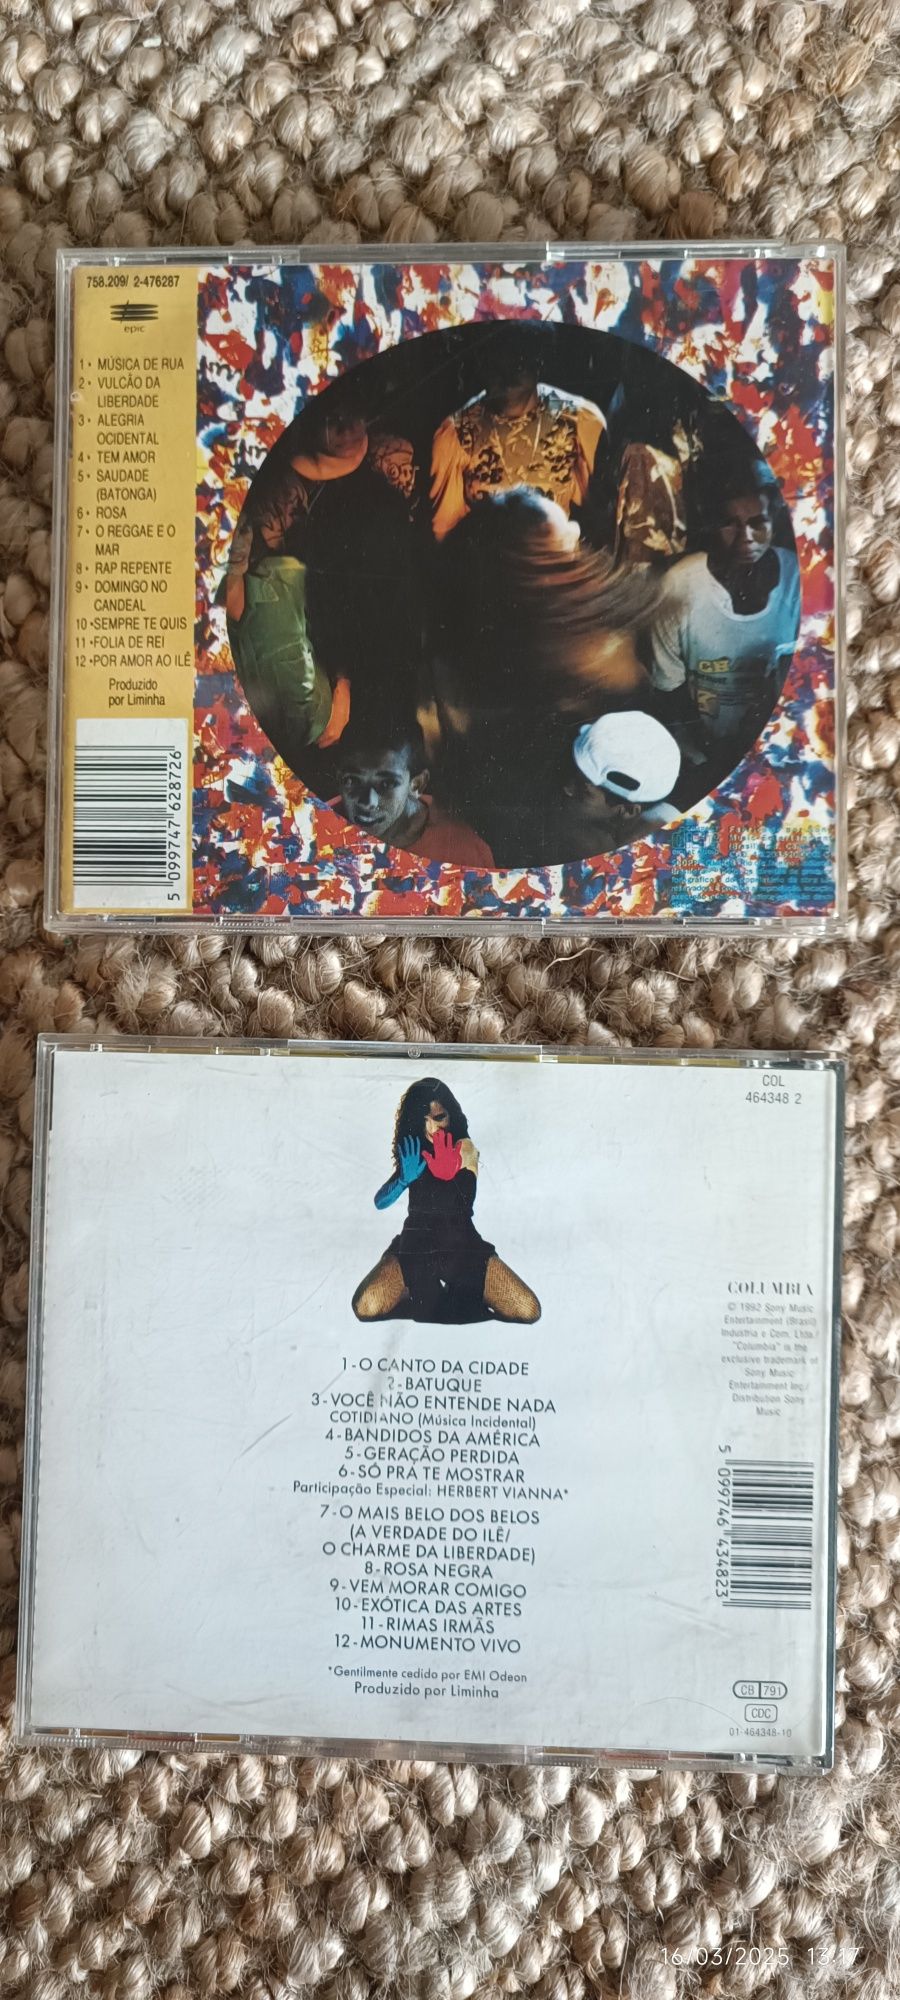 758.209/ 2-476287
epic
1• MÚSICA DE RUA
2• VULCÃO DA
LIBERDADE
3• ALEGRIA
OCIDENTAL
4• TEM AMOR
5• SAUDADE
(BATONGA)
6• ROSA
7• O REGGAE E O
MAR
8• RAP REPENTE
9• DOMINGO NO
CANDEAL
10•SEMPRE TE QUIS
11•FOLIA DE REI
12•POR AMOR AO ILÊ
Produzido
por Liminha
5 099747 628726
COL
464348 2
1-O CANTO DA CIDADE
2-BATUQUE
3-VOCÊ NÃO ENTENDE NADA
COTIDIANO (Música Incidental)
4-BANDIDOS DA AMÉRICA
5-GERAÇÃO PERDIDA
6-SÓ PRA TE MOSTRAR
Participação Especial: HERBERT VIANNA*
7-O MAIS BELO DOS BELOS
(A VERDADE DO ILÊ/
O CHARME DA LIBERDADE)
8-ROSA NEGRA
9-VEM MORAR COMIGO
10-EXÓTICA DAS ARTES
11-RIMAS IRMÃS
12-MONUMENTO VIVO
*Gentilmente cedido por EMI Odeon
Produzido por Liminha
COLUMBIA
© 1992 Sony Music
Entertainment (Brasil)
Industria e Com. Ltda./
"Columbia" is the
exclusive trademark of
Sony Music
Entertainment Inc./
Distribution Sony
Music
5 099746 434823
CB 791
CDC
01-464348-10
16/03/2025 13:17